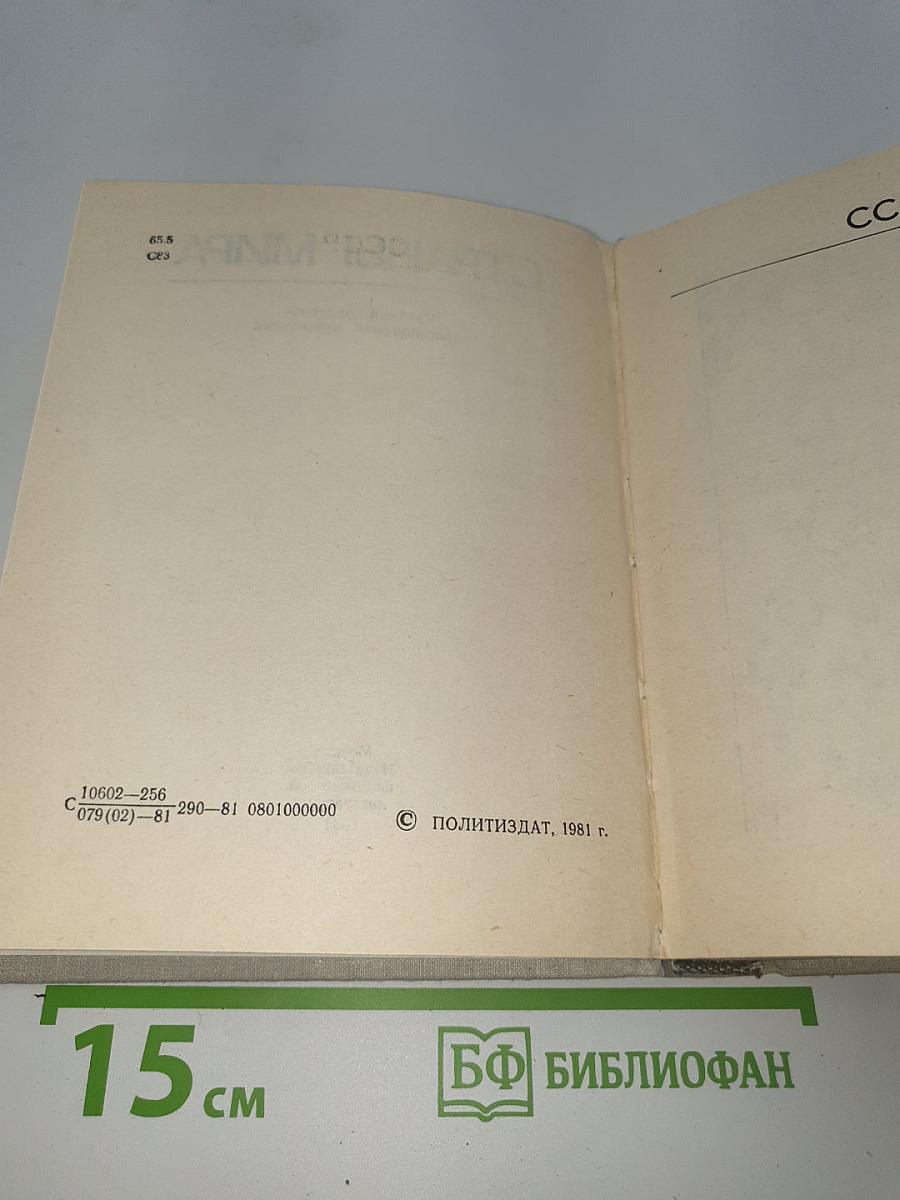 65.5
С83
СС
С 10602—256
079(02)—81 290—81 0801000000
© ПОЛИТИЗДАТ, 1981 г.
15 см
БФ БИБЛИОФАН